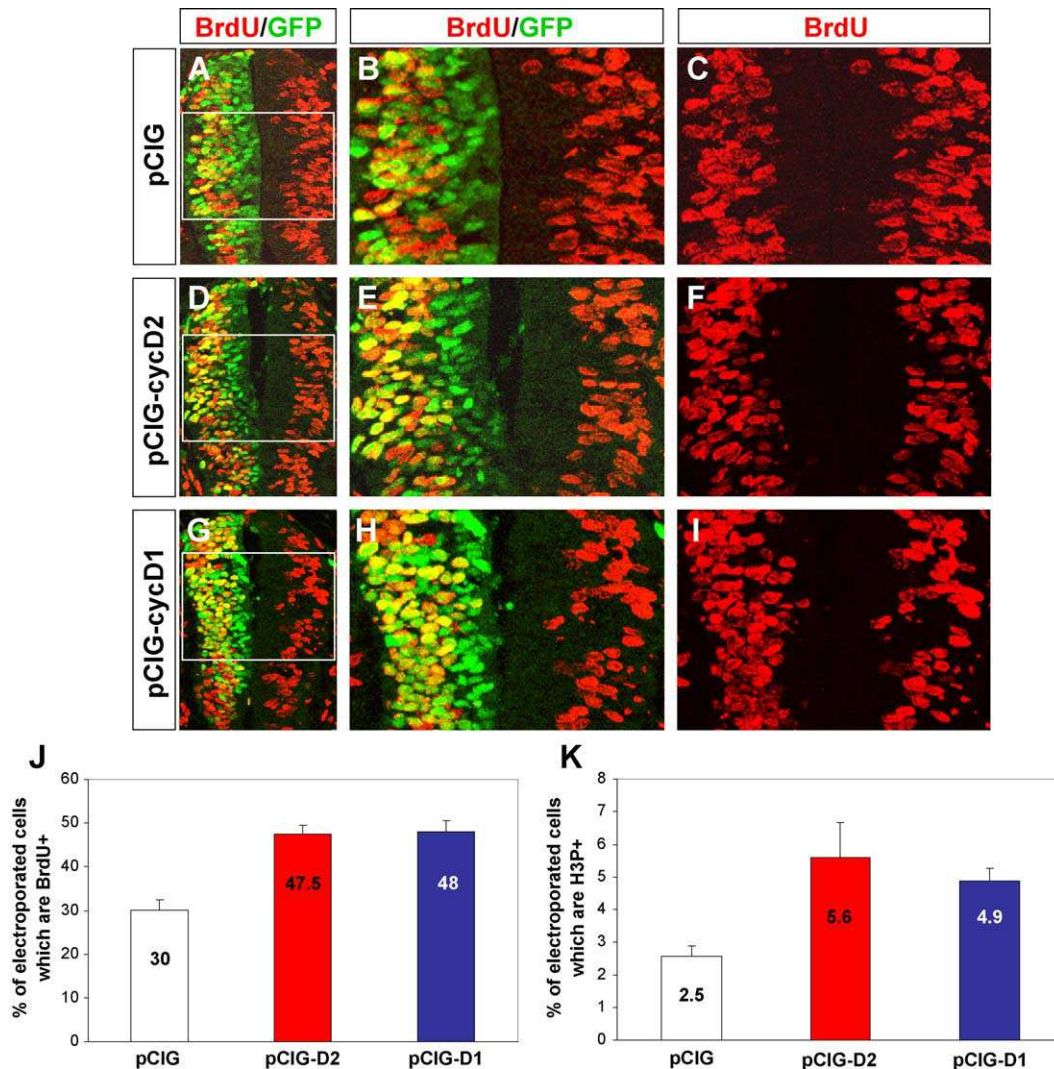 BrdU/GFP
BrdU/GFP
BrdU
pCIG
A
B
C
pCIG-cycD2
D
E
F
pCIG-cycD1
G
H
I
J
% of electroporated cells
which are BrdU+
60
50
40
30
20
10
0
30
47.5
48
pCIG
pCIG-D2
pCIG-D1
K
% of electroporated cells
which are H3P+
8
7
6
5
4
3
2
1
0
2.5
5.6
4.9
pCIG
pCIG-D2
pCIG-D1